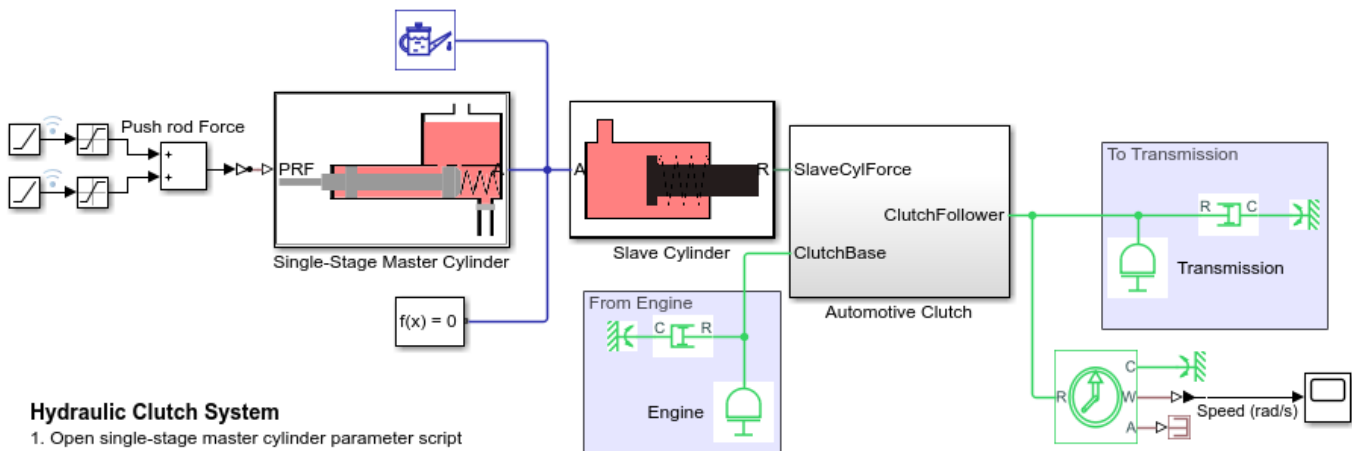 Push rod Force
+
+
PRF
A
Single-Stage Master Cylinder
f(x) = 0
A
R
Slave Cylinder
SlaveCylForce
ClutchFollower
ClutchBase
Automotive Clutch
From Engine
C
R
Engine
To Transmission
R
C
Transmission
R
C
W
A
Speed (rad/s)
Hydraulic Clutch System
1. Open single-stage master cylinder parameter script